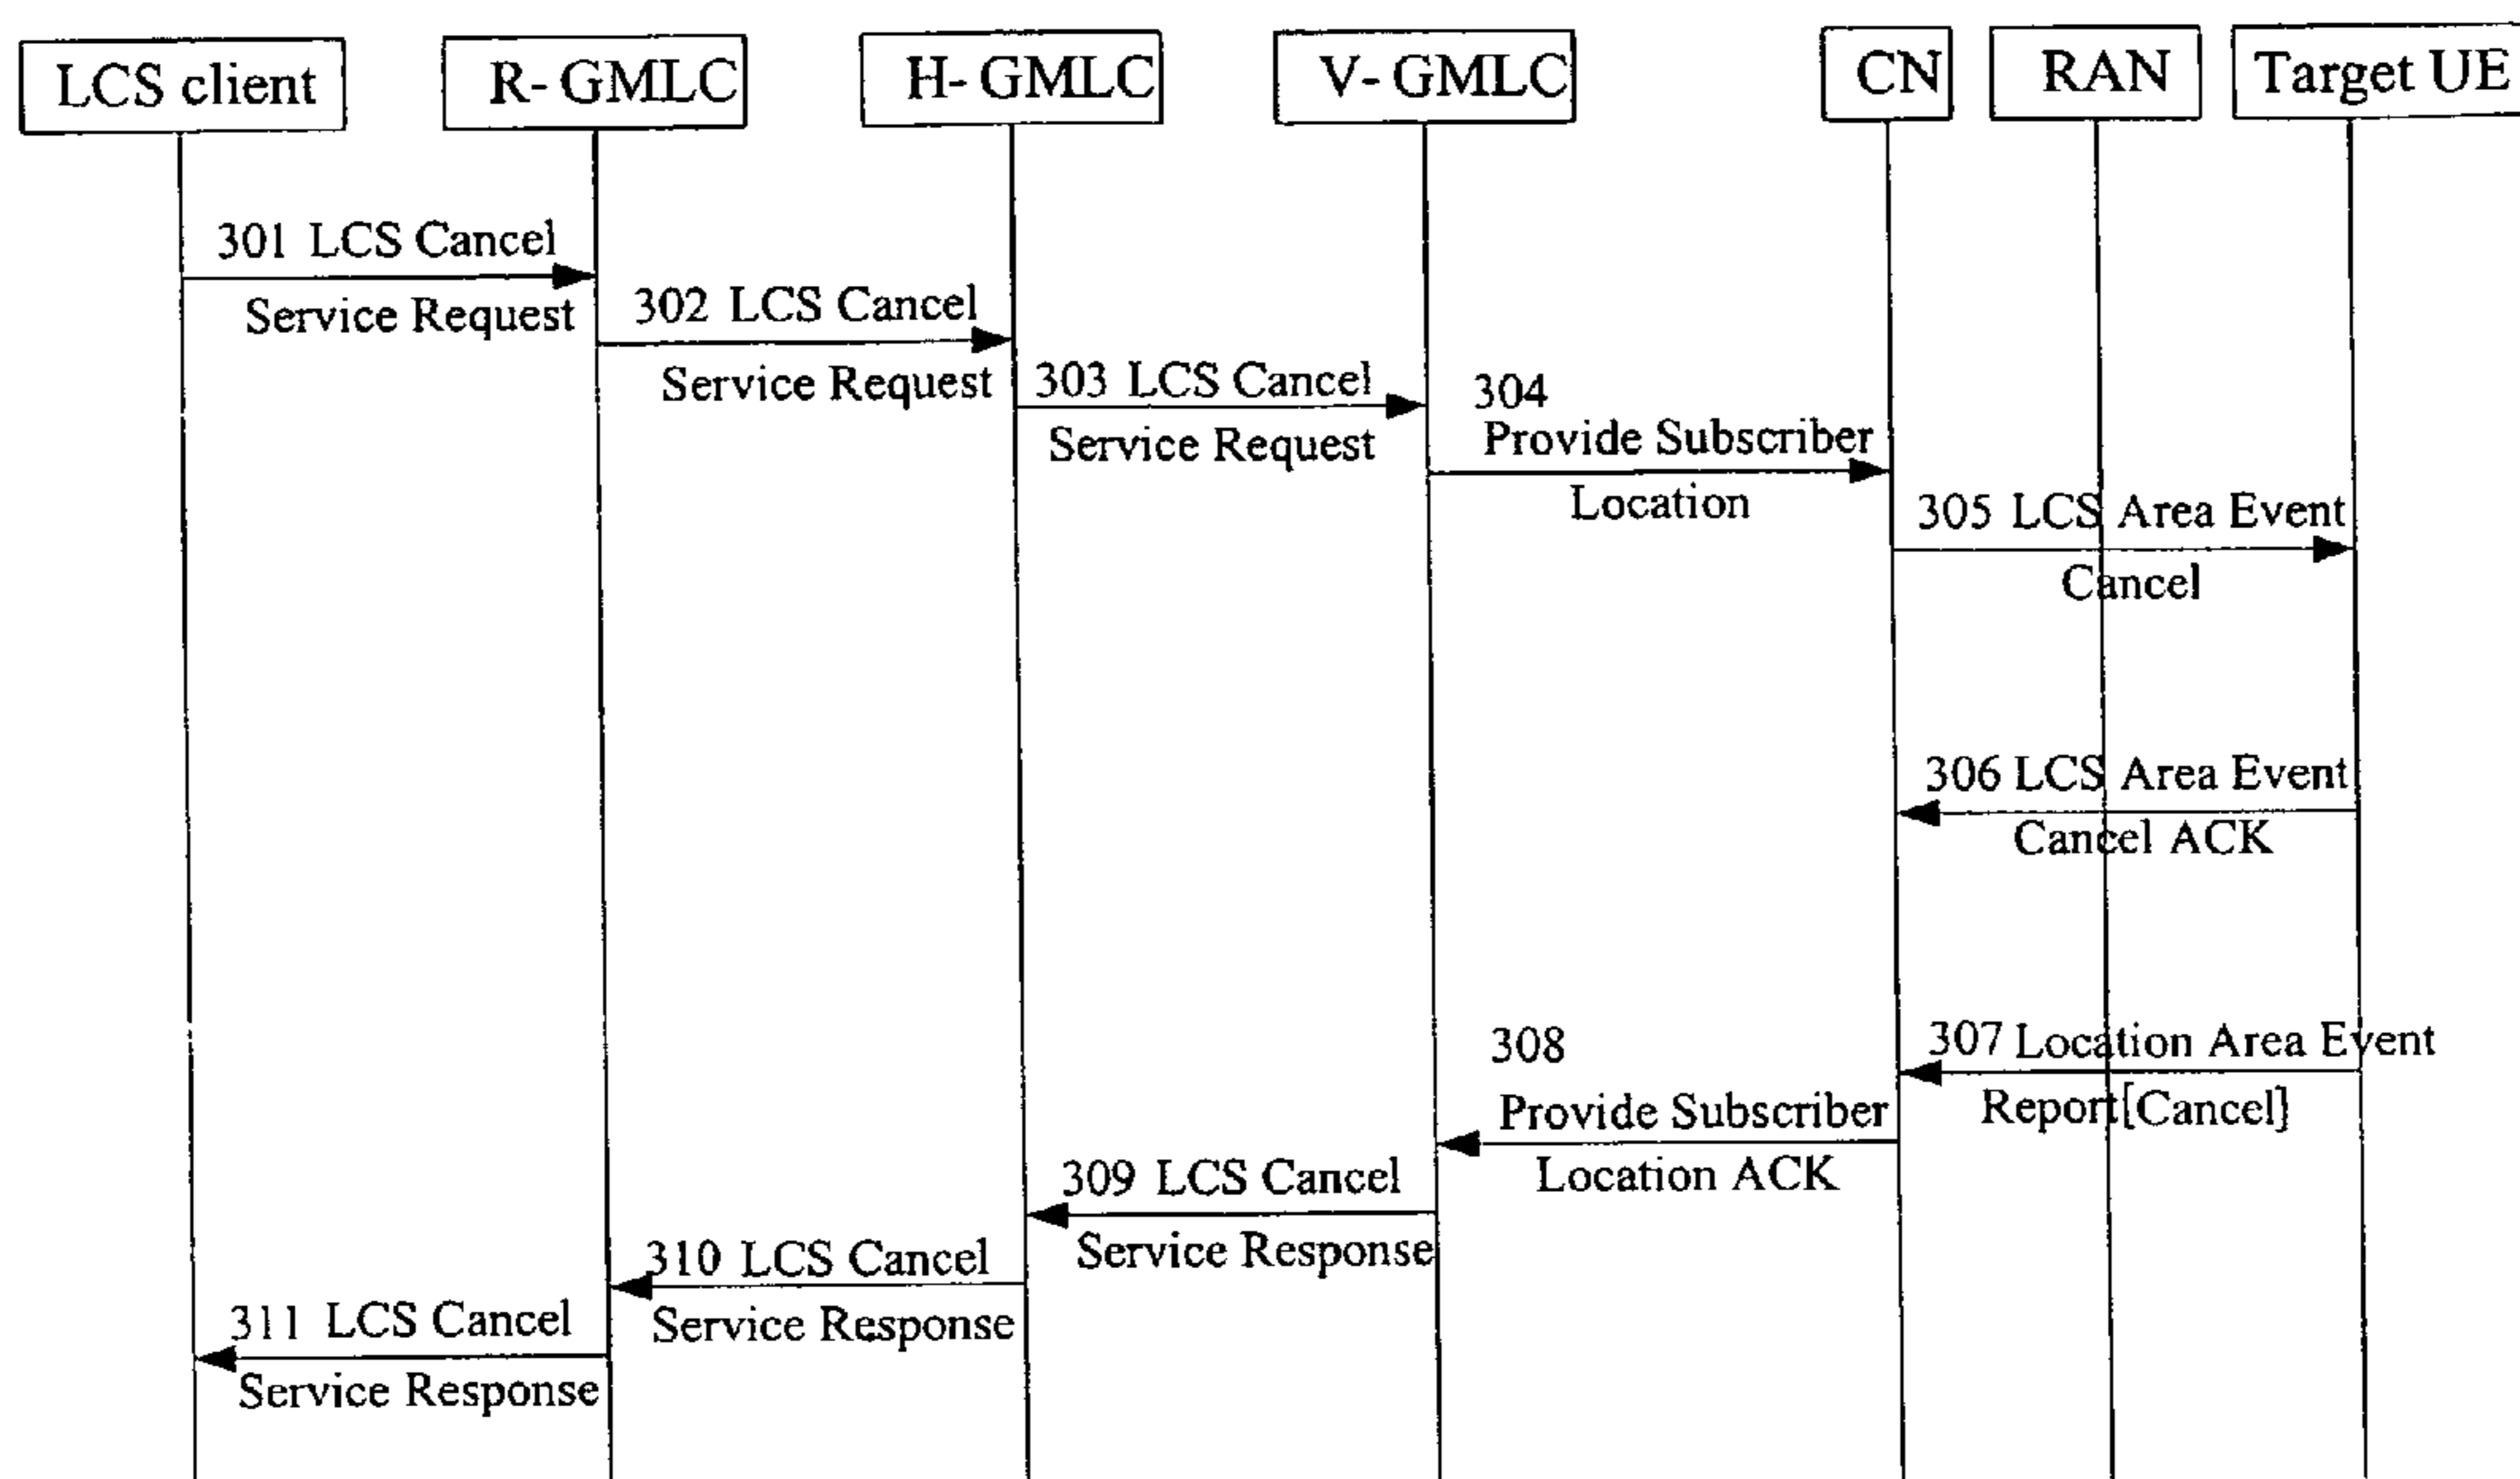 LCS client
R- GMLC
H- GMLC
V- GMLC
CN
RAN
Target UE
301 LCS Cancel
Service Request
302 LCS Cancel
Service Request
303 LCS Cancel
Service Request
304
Provide Subscriber
Location
305 LCS Area Event
Cancel
306 LCS Area Event
Cancel ACK
307 Location Area Event
Report[Cancel]
308
Provide Subscriber
Location ACK
309 LCS Cancel
Service Response
310 LCS Cancel
Service Response
311 LCS Cancel
Service Response